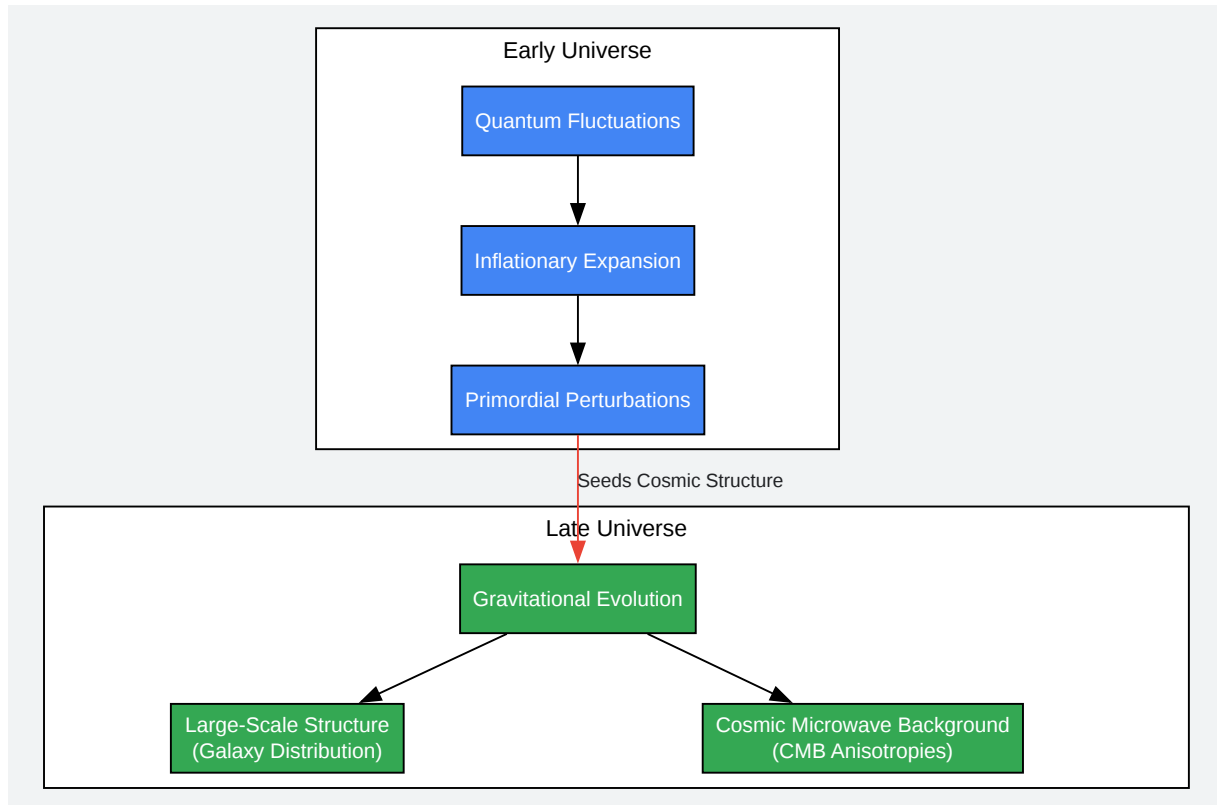 Early Universe
Quantum Fluctuations
Inflationary Expansion
Primordial Perturbations
Seeds Cosmic Structure
Late Universe
Gravitational Evolution
Large-Scale Structure
(Galaxy Distribution)
Cosmic Microwave Background
(CMB Anisotropies)